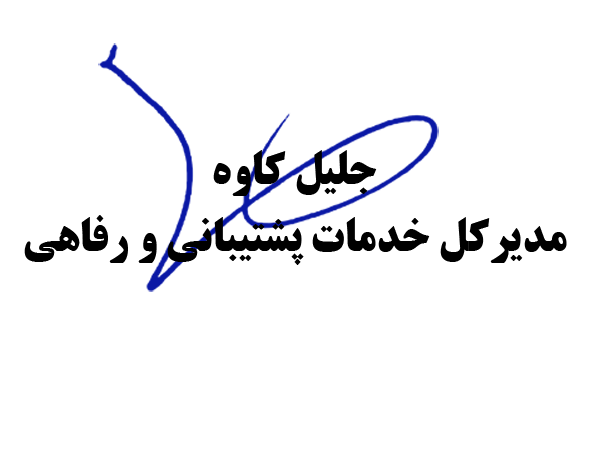 جلیل کاوه
مدیرکل خدمات پشتیبانی و رفاهی